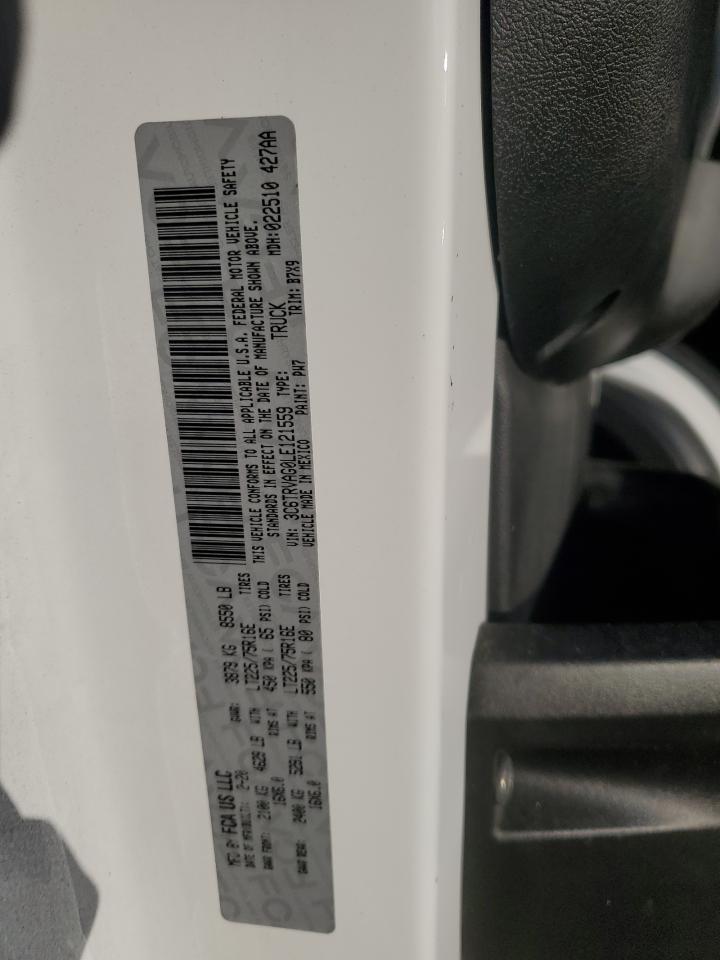 MFD BY FCA US LLC
DATE OF MFR(BUILT): 2-20 GVWR: 3879 KG 8550 LB
GAWR FRONT: 2100 KG 4629 LB WITH LT225/75R16E TIRES
16X6.0 RIMS AT 450 KPA ( 65 PSI) COLD
GAWR REAR: 2400 KG 5291 LB WITH LT225/75R16E TIRES
16X6.0 RIMS AT 550 KPA ( 80 PSI) COLD
THIS VEHICLE CONFORMS TO ALL APPLICABLE U.S.A. FEDERAL MOTOR VEHICLE SAFETY
STANDARDS IN EFFECT ON THE DATE OF MANUFACTURE SHOWN ABOVE.
VIN: 3C6TRVAG0LE121559 TYPE: TRUCK MDH:022510 427AA
VEHICLE MADE IN MEXICO PAINT: PW7 TRIM: B7X9